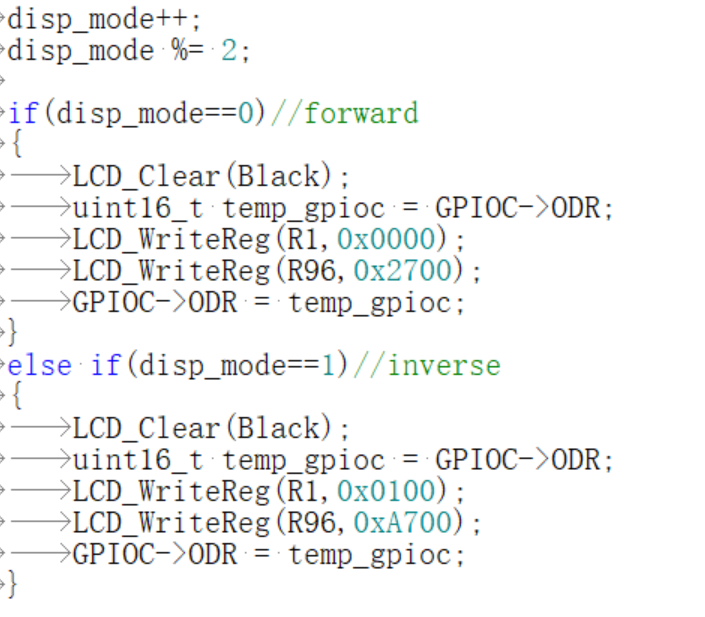 disp_mode++;
disp_mode %= 2;
if(disp_mode==0)//forward
{
LCD_Clear(Black);
uint16_t temp_gpioc = GPIOC->ODR;
LCD_WriteReg(R1,0x0000);
LCD_WriteReg(R96,0x2700);
GPIOC->ODR = temp_gpioc;
}
else if(disp_mode==1)//inverse
{
LCD_Clear(Black);
uint16_t temp_gpioc = GPIOC->ODR;
LCD_WriteReg(R1,0x0100);
LCD_WriteReg(R96,0xA700);
GPIOC->ODR = temp_gpioc;
}